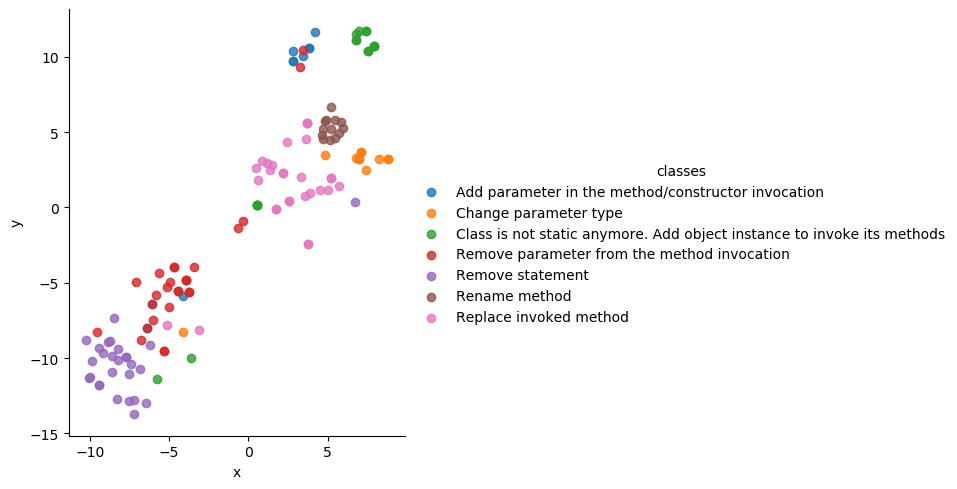 10
5
0
−5
−10
−15
y
−10
−5
0
5
x
classes
Add parameter in the method/constructor invocation
Change parameter type
Class is not static anymore. Add object instance to invoke its methods
Remove parameter from the method invocation
Remove statement
Rename method
Replace invoked method